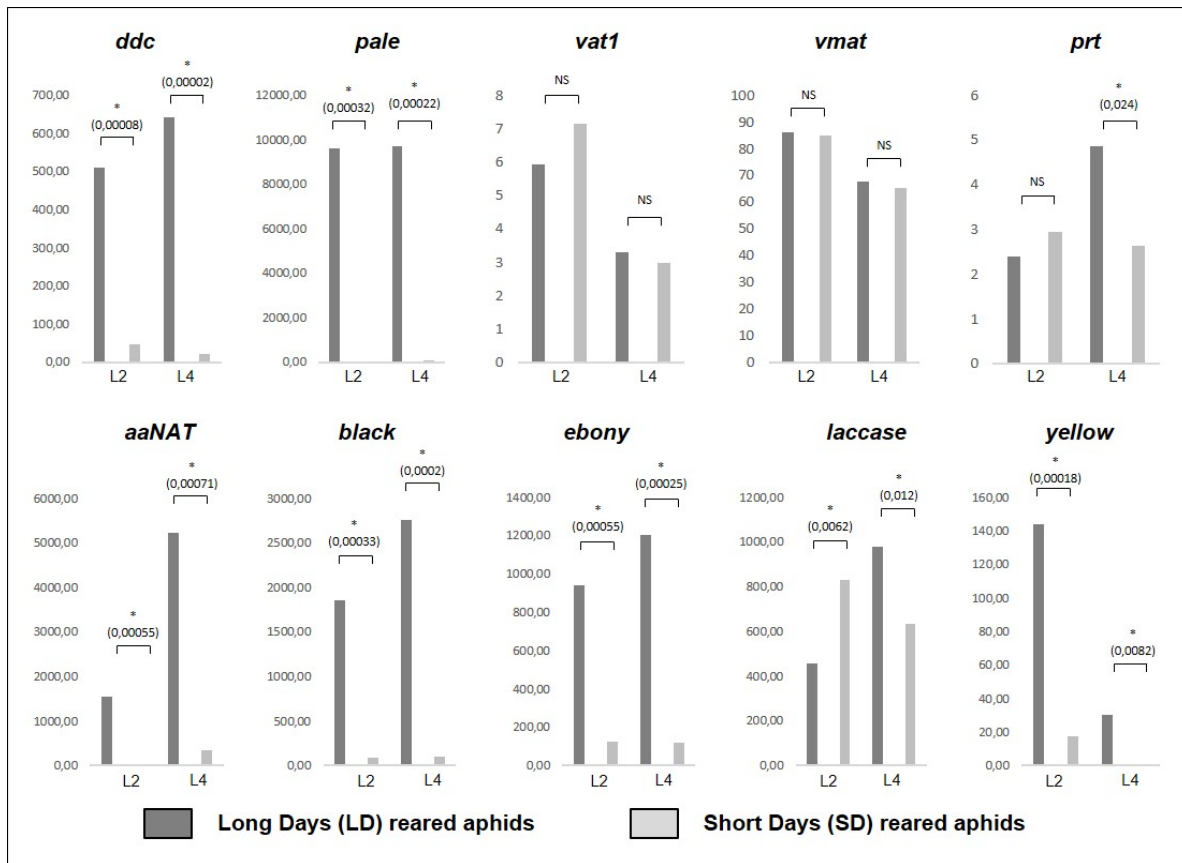 ddc
*
(0,00002)
*
(0,00008)
700,00
600,00
500,00
400,00
300,00
200,00
100,00
0,00
L2
L4
pale
*
(0,00032)
*
(0,00022)
12000,00
10000,00
8000,00
6000,00
4000,00
2000,00
0,00
L2
L4
vat1
NS
NS
8
7
6
5
4
3
2
1
0
L2
L4
vmat
NS
NS
100
90
80
70
60
50
40
30
20
10
0
L2
L4
prt
*
(0,024)
NS
6
5
4
3
2
1
0
L2
L4
aaNAT
*
(0,00071)
*
(0,00055)
6000,00
5000,00
4000,00
3000,00
2000,00
1000,00
0,00
L2
L4
black
*
(0,0002)
*
(0,00033)
3000,00
2500,00
2000,00
1500,00
1000,00
500,00
0,00
L2
L4
ebony
*
(0,00025)
*
(0,00055)
1400,00
1200,00
1000,00
800,00
600,00
400,00
200,00
0,00
L2
L4
laccase
*
(0,012)
*
(0,0062)
1200,00
1000,00
800,00
600,00
400,00
200,00
0,00
L2
L4
yellow
*
(0,00018)
*
(0,0082)
160,00
140,00
120,00
100,00
80,00
60,00
40,00
20,00
0,00
L2
L4
Long Days (LD) reared aphids
Short Days (SD) reared aphids